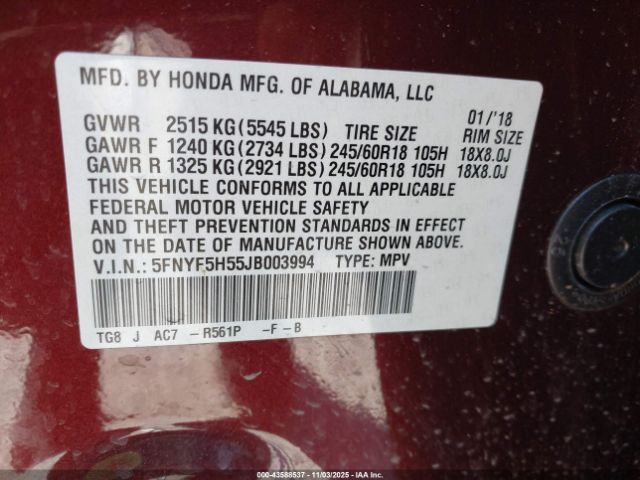 MFD. BY HONDA MFG. OF ALABAMA, LLC
01/'18
GVWR 2515 KG(5545 LBS) TIRE SIZE RIM SIZE
GAWR F 1240 KG(2734 LBS)245/60R18 105H 18X8.0J
GAWR R 1325 KG(2921 LBS)245/60R18 105H 18X8.0J
THIS VEHICLE CONFORMS TO ALL APPLICABLE
FEDERAL MOTOR VEHICLE SAFETY
AND THEFT PREVENTION STANDARDS IN EFFECT
ON THE DATE OF MANUFACTURE SHOWN ABOVE.
V.I.N.: 5FNYF5H55JB003994 TYPE: MPV
TG8 J AC7 -R561P -F-B
000-43588537 - 11/03/2025 - IAAI.COM